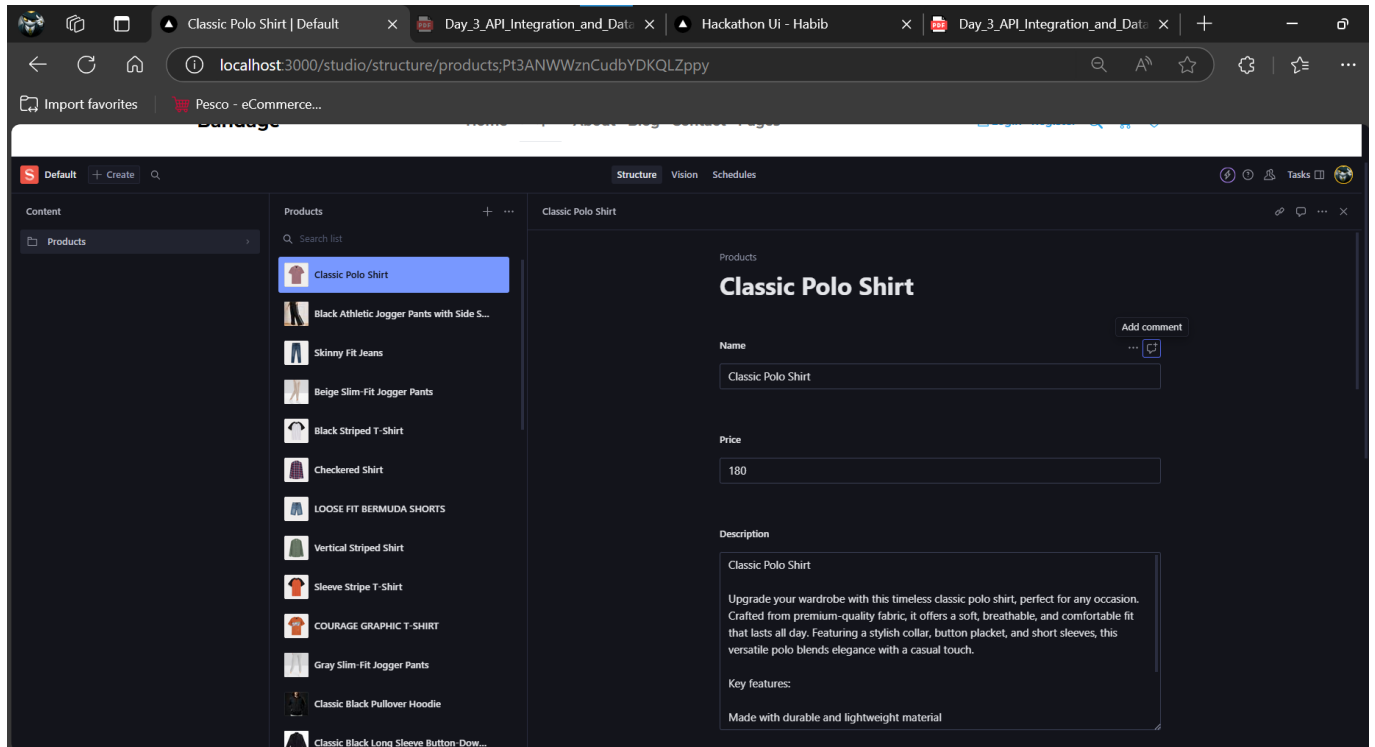 Classic Polo Shirt | Default
Day_3_API_Integration_and_Data
Hackathon Ui - Habib
Day_3_API_Integration_and_Data
localhost:3000/studio/structure/products;Pt3ANWWznCudbYDKQLZppy
Import favorites
Pesco - eCommerce...
Bandage
Home
About Blog Contact Pages
S Default + Create
Structure Vision Schedules
Tasks
Content
Products
Classic Polo Shirt
Products
Search list
Classic Polo Shirt
Black Athletic Jogger Pants with Side S...
Skinny Fit Jeans
Beige Slim-Fit Jogger Pants
Black Striped T-Shirt
Checkered Shirt
LOOSE FIT BERMUDA SHORTS
Vertical Striped Shirt
Sleeve Stripe T-Shirt
COURAGE GRAPHIC T-SHIRT
Gray Slim-Fit Jogger Pants
Classic Black Pullover Hoodie
Classic Black Long Sleeve Button-Dow...
Products
Classic Polo Shirt
Add comment
Name
Classic Polo Shirt
Price
180
Description
Classic Polo Shirt
Upgrade your wardrobe with this timeless classic polo shirt, perfect for any occasion.
Crafted from premium-quality fabric, it offers a soft, breathable, and comfortable fit
that lasts all day. Featuring a stylish collar, button placket, and short sleeves, this
versatile polo blends elegance with a casual touch.
Key features:
Made with durable and lightweight material